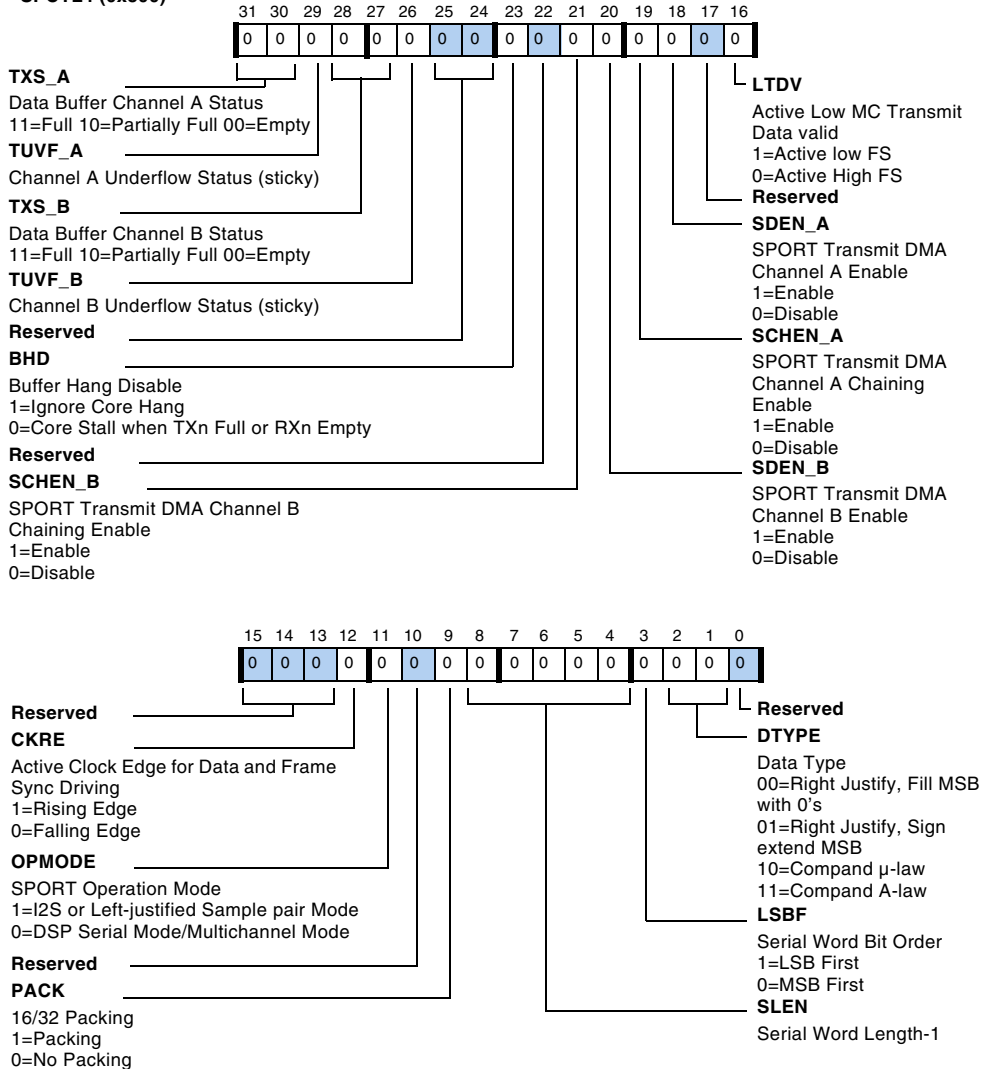 31 30 29 28 27 26 25 24 23 22 21 20 19 18 17 16
0 0 0 0 0 0 0 0 0 0 0 0 0 0 0 0
TXS_A
Data Buffer Channel A Status
11=Full 10=Partially Full 00=Empty
TUVF_A
Channel A Underflow Status (sticky)
TXS_B
Data Buffer Channel B Status
11=Full 10=Partially Full 00=Empty
TUVF_B
Channel B Underflow Status (sticky)
Reserved
BHD
Buffer Hang Disable
1=Ignore Core Hang
0=Core Stall when TXn Full or RXn Empty
Reserved
SCHEN_B
SPORT Transmit DMA Channel B
Chaining Enable
1=Enable
0=Disable
LTDV
Active Low MC Transmit
Data valid
1=Active low FS
0=Active High FS
Reserved
SDEN_A
SPORT Transmit DMA
Channel A Enable
1=Enable
0=Disable
SCHEN_A
SPORT Transmit DMA
Channel A Chaining
Enable
1=Enable
0=Disable
SDEN_B
SPORT Transmit DMA
Channel B Enable
1=Enable
0=Disable
15 14 13 12 11 10 9 8 7 6 5 4 3 2 1 0
0 0 0 0 0 0 0 0 0 0 0 0 0 0 0 0
Reserved
CKRE
Active Clock Edge for Data and Frame
Sync Driving
1=Rising Edge
0=Falling Edge
OPMODE
SPORT Operation Mode
1=I2S or Left-justified Sample pair Mode
0=DSP Serial Mode/Multichannel Mode
Reserved
PACK
16/32 Packing
1=Packing
0=No Packing
Reserved
DTYPE
Data Type
00=Right Justify, Fill MSB
with 0's
01=Right Justify, Sign
extend MSB
10=Compand µ-law
11=Compand A-law
LSBF
Serial Word Bit Order
1=LSB First
0=MSB First
SLEN
Serial Word Length-1